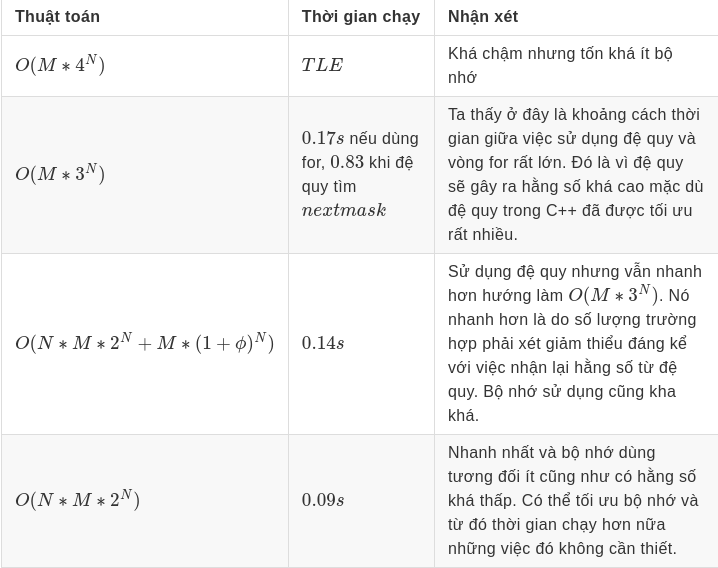 Thuật toán Thời gian chạy Nhận xét
O(M ∗ 4^N)
TLE
Khá chậm nhưng tốn khá ít bộ
nhớ
O(M ∗ 3^N)
0.17s nếu dùng
for, 0.83 khi đệ
quy tìm
nextmask
Ta thấy ở đây là khoảng cách thời
gian giữa việc sử dụng đệ quy và
vòng for rất lớn. Đó là vì đệ quy
sẽ gây ra hằng số khá cao mặc dù
đệ quy trong C++ đã được tối ưu
rất nhiều.
O(N ∗ M ∗ 2^N + M ∗ (1 + ϕ)^N)
0.14s
Sử dụng đệ quy nhưng vẫn nhanh
hơn hướng làm O(M ∗ 3^N). Nó
nhanh hơn là do số lượng trường
hợp phải xét giảm thiểu đáng kể
với việc nhận lại hằng số từ đệ
quy. Bộ nhớ sử dụng cũng kha
khá.
O(N ∗ M ∗ 2^N)
0.09s
Nhanh nhất và bộ nhớ dùng
tương đối ít cũng như có hằng số
khá thấp. Có thể tối ưu bộ nhớ và
từ đó thời gian chạy hơn nữa
những việc đó không cần thiết.